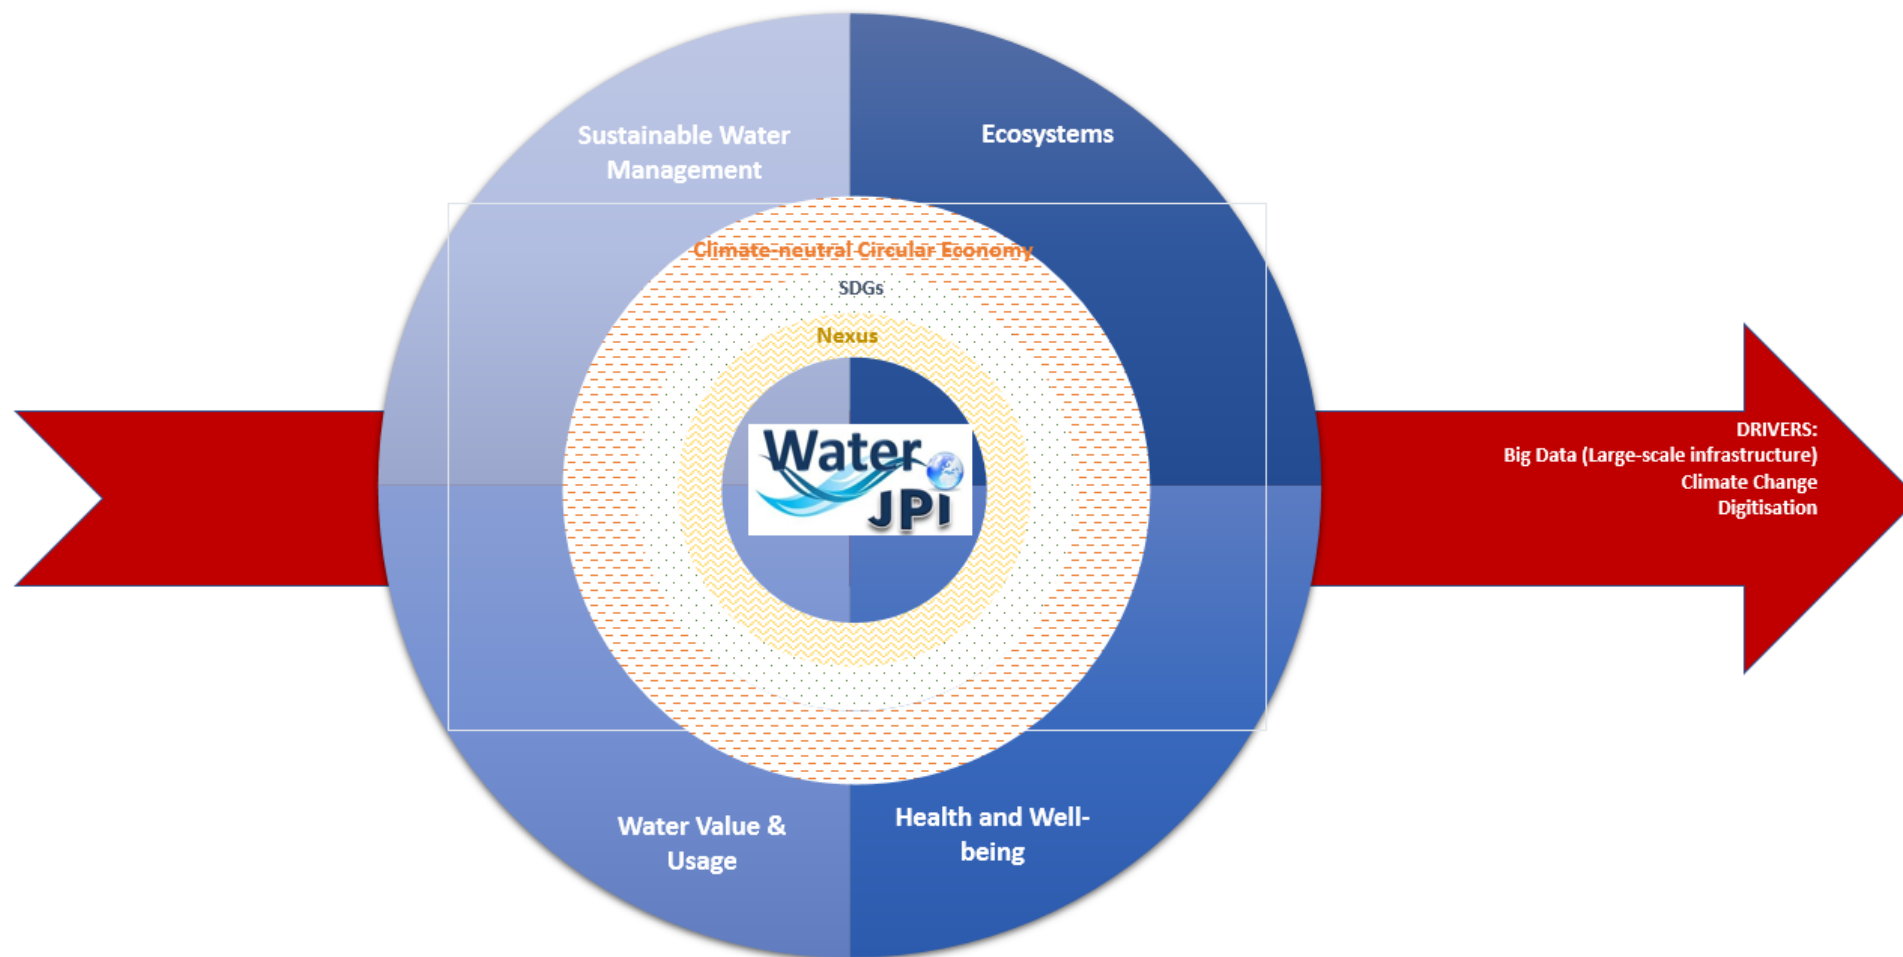 Sustainable Water
Management
Ecosystems
Climate-neutral Circular Economy
SDGs
Nexus
Water
JPI
DRIVERS:
Big Data (Large-scale infrastructure)
Climate Change
Digitisation
Water Value &
Usage
Health and Well-
being